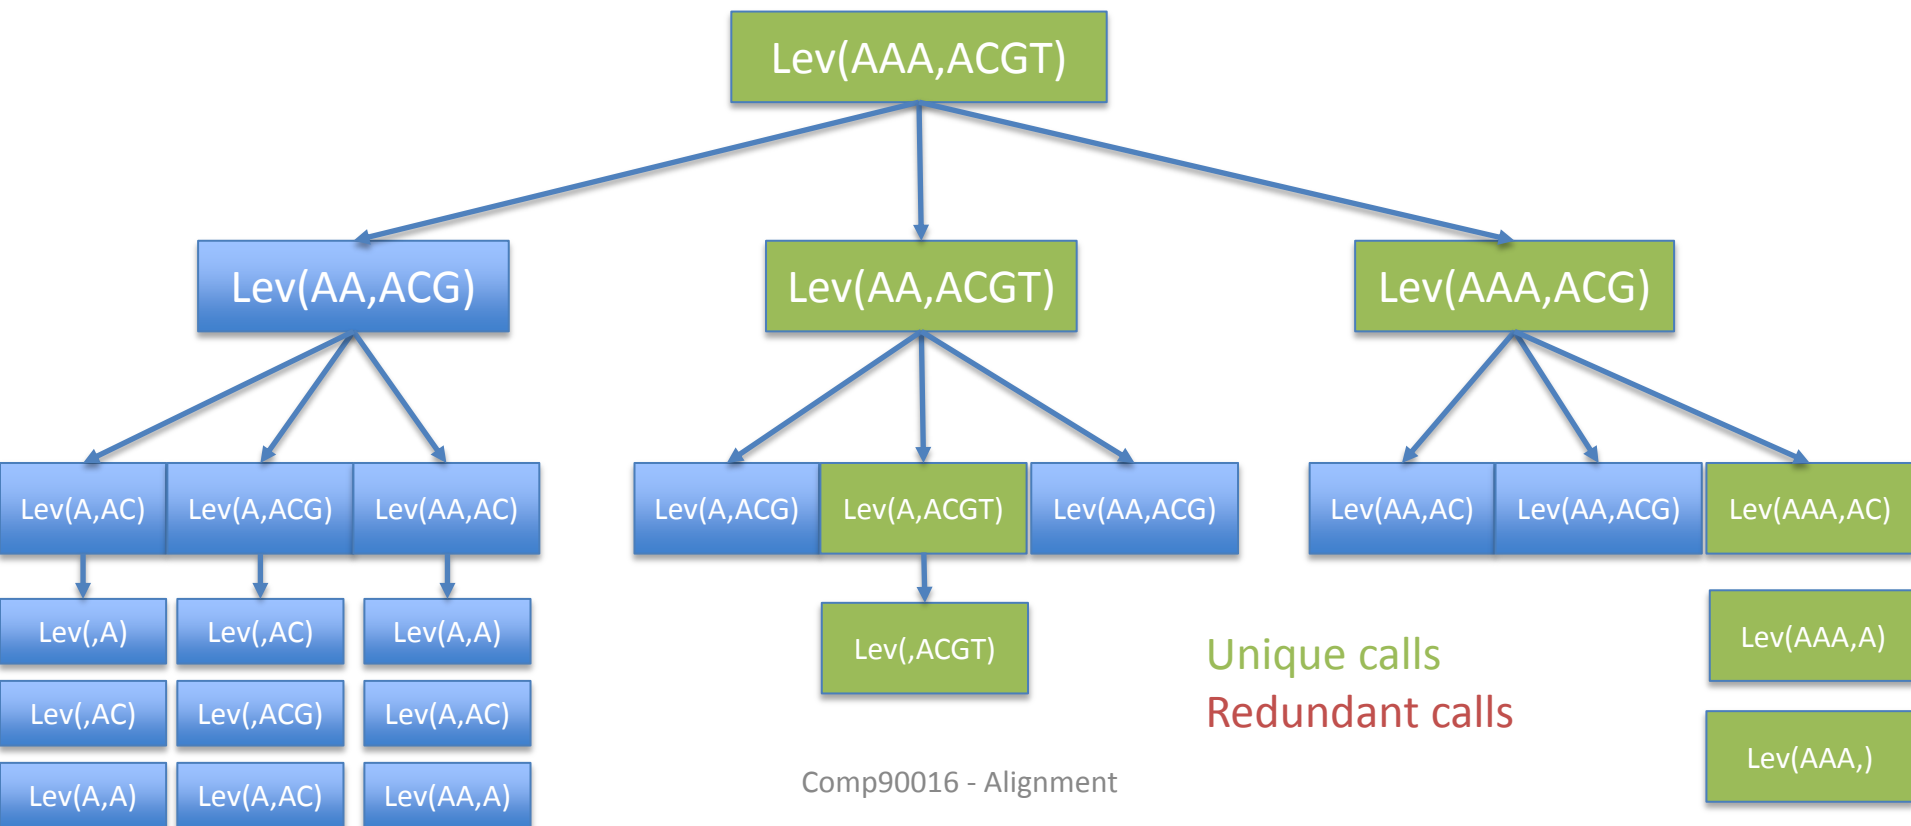 Lev(AAA,ACGT)
Lev(AA,ACG)
Lev(AA,ACGT)
Lev(AAA,ACG)
Lev(A,AC)
Lev(A,ACG)
Lev(AA,AC)
Lev(A,ACG)
Lev(A,ACGT)
Lev(AA,ACG)
Lev(AA,AC)
Lev(AA,ACG)
Lev(AAA,AC)
Lev(,A)
Lev(,AC)
Lev(A,A)
Lev(,ACGT)
Unique calls
Lev(AAA,A)
Lev(,AC)
Lev(,ACG)
Lev(A,AC)
Redundant calls
Lev(AAA,)
Lev(A,A)
Lev(A,AC)
Lev(AA,A)
Comp90016 - Alignment